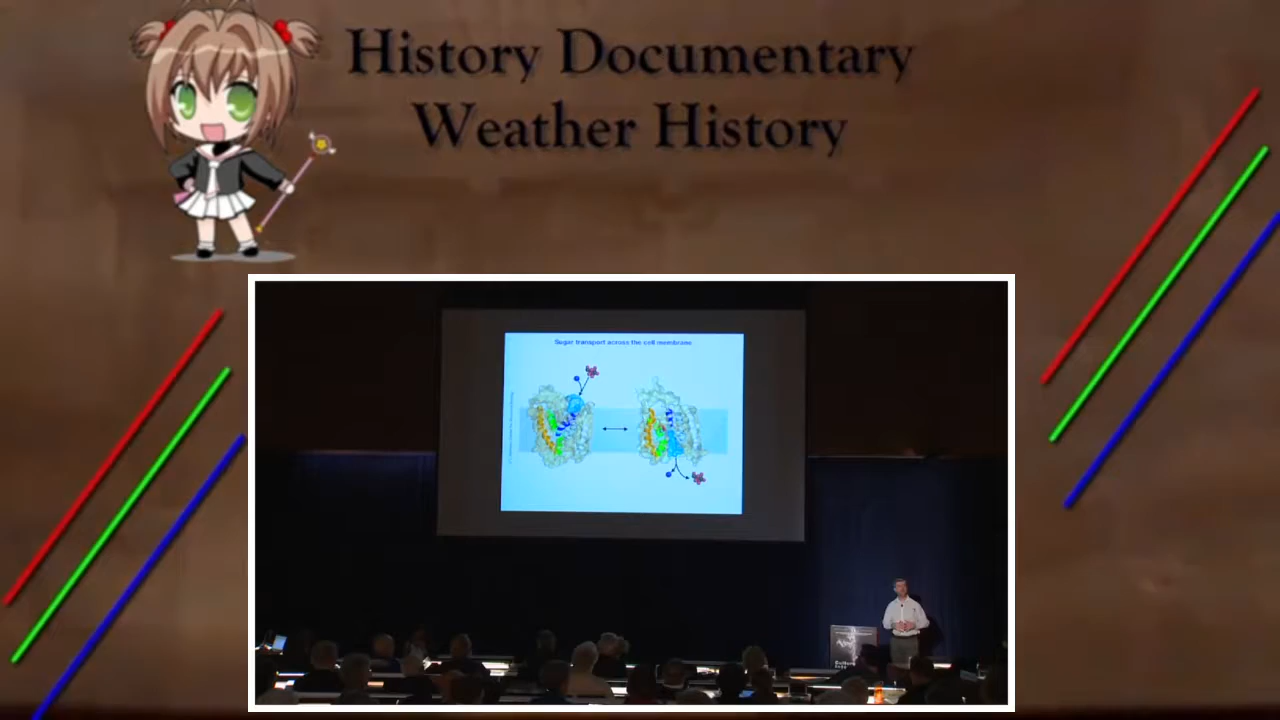 History Documentary
Weather History
Sugar transport across the cell membrane